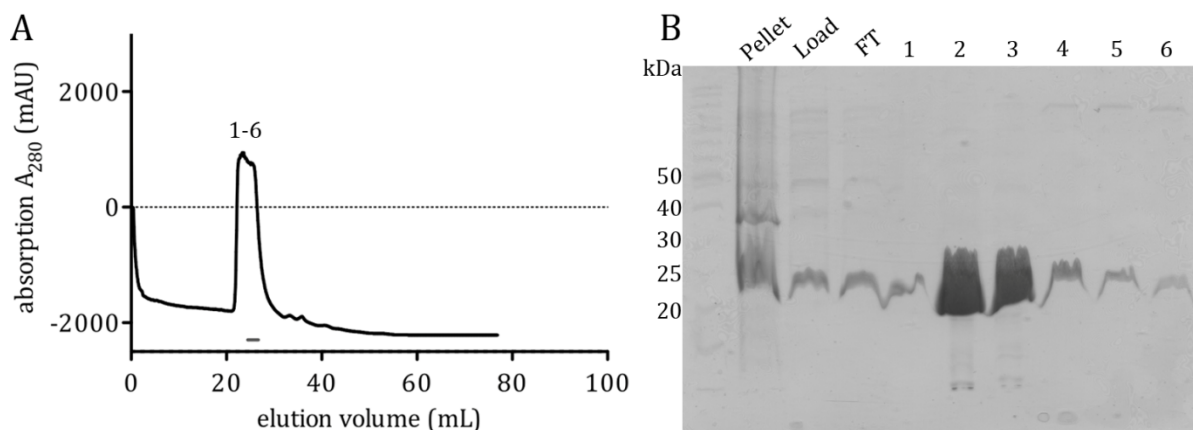 A
absorption A280 (mAU)
2000
0
-2000
1-6
0 20 40 60 80 100
elution volume (mL)
B
kDa
Pellet Load FT 1 2 3 4 5 6
50
40
30
25
20